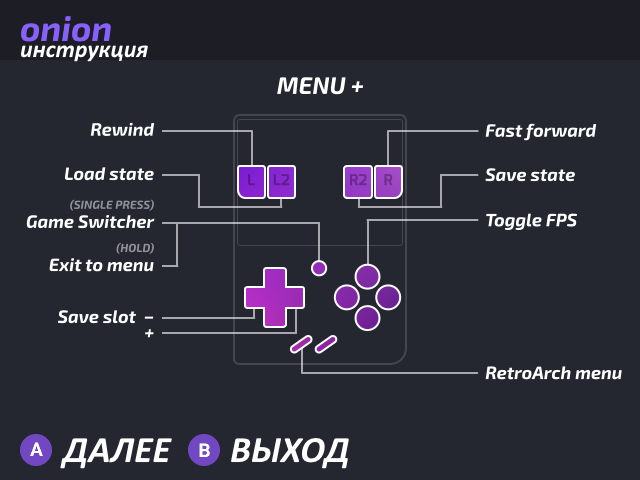 onion
инструкция
MENU +
Rewind
Fast forward
Load state
Save state
L L2 R2 R
(SINGLE PRESS)
Game Switcher
Toggle FPS
(HOLD)
Exit to menu
Save slot –
+
RetroArch menu
A ДАЛЕЕ B ВЫХОД